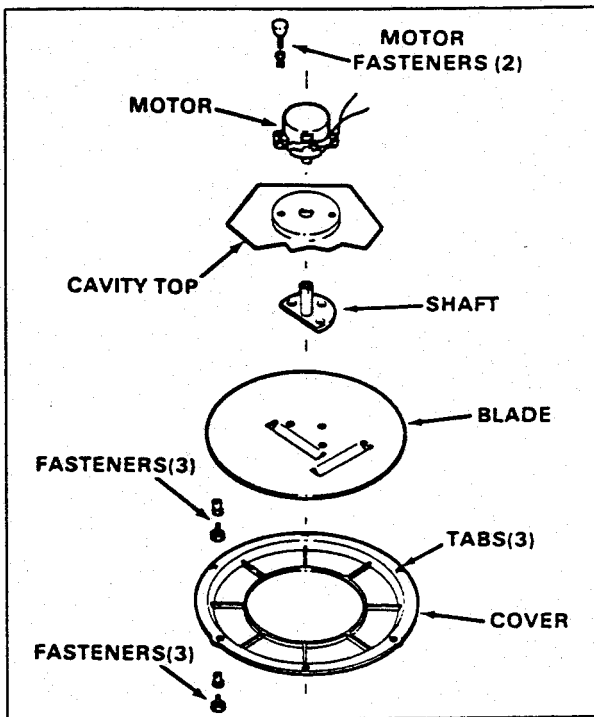 MOTOR
FASTENERS (2)
MOTOR
CAVITY TOP
SHAFT
BLADE
FASTENERS(3)
TABS(3)
COVER
FASTENERS(3)